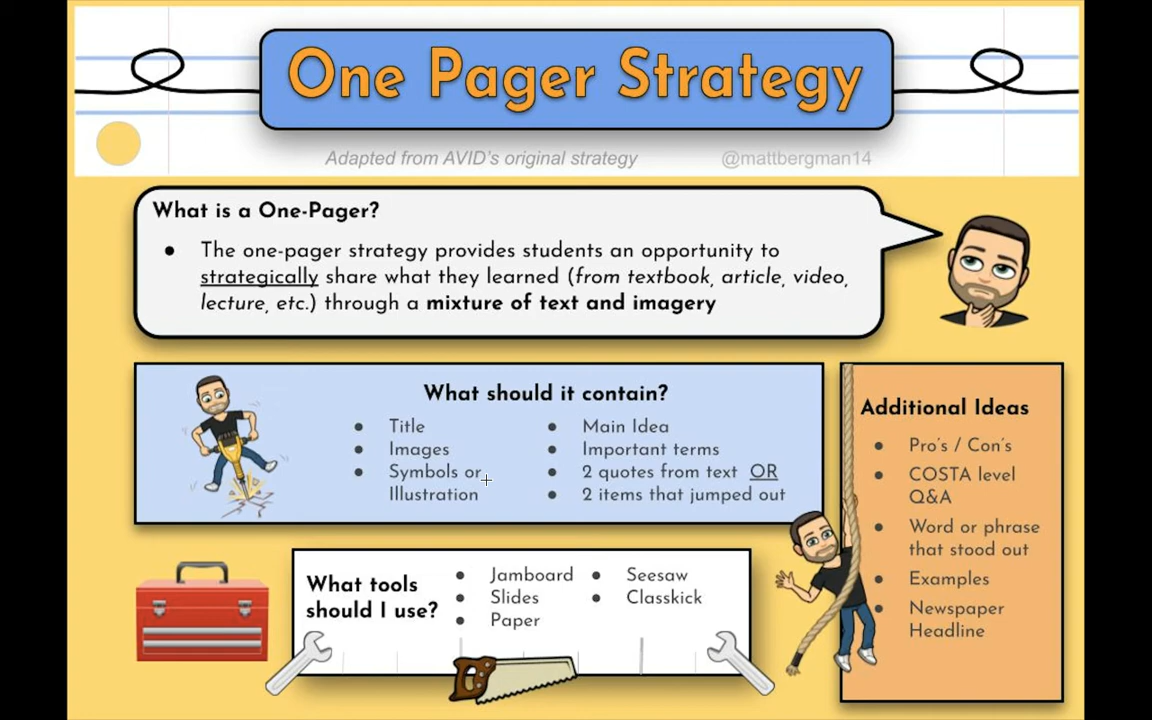 One Pager Strategy
Adapted from AVID's original strategy
@mattbergman14
What is a One-Pager?
● The one-pager strategy provides students an opportunity to
strategically share what they learned (from textbook, article, video,
lecture, etc.) through a mixture of text and imagery
What should it contain?
● Title
● Images
● Symbols or
Illustration
● Main Idea
● Important terms
● 2 quotes from text OR
● 2 items that jumped out
Additional Ideas
● Pro's / Con's
● COSTA level
Q&A
● Word or phrase
that stood out
● Examples
● Newspaper
Headline
What tools
should I use?
● Jamboard
● Slides
● Paper
● Seesaw
● Classkick